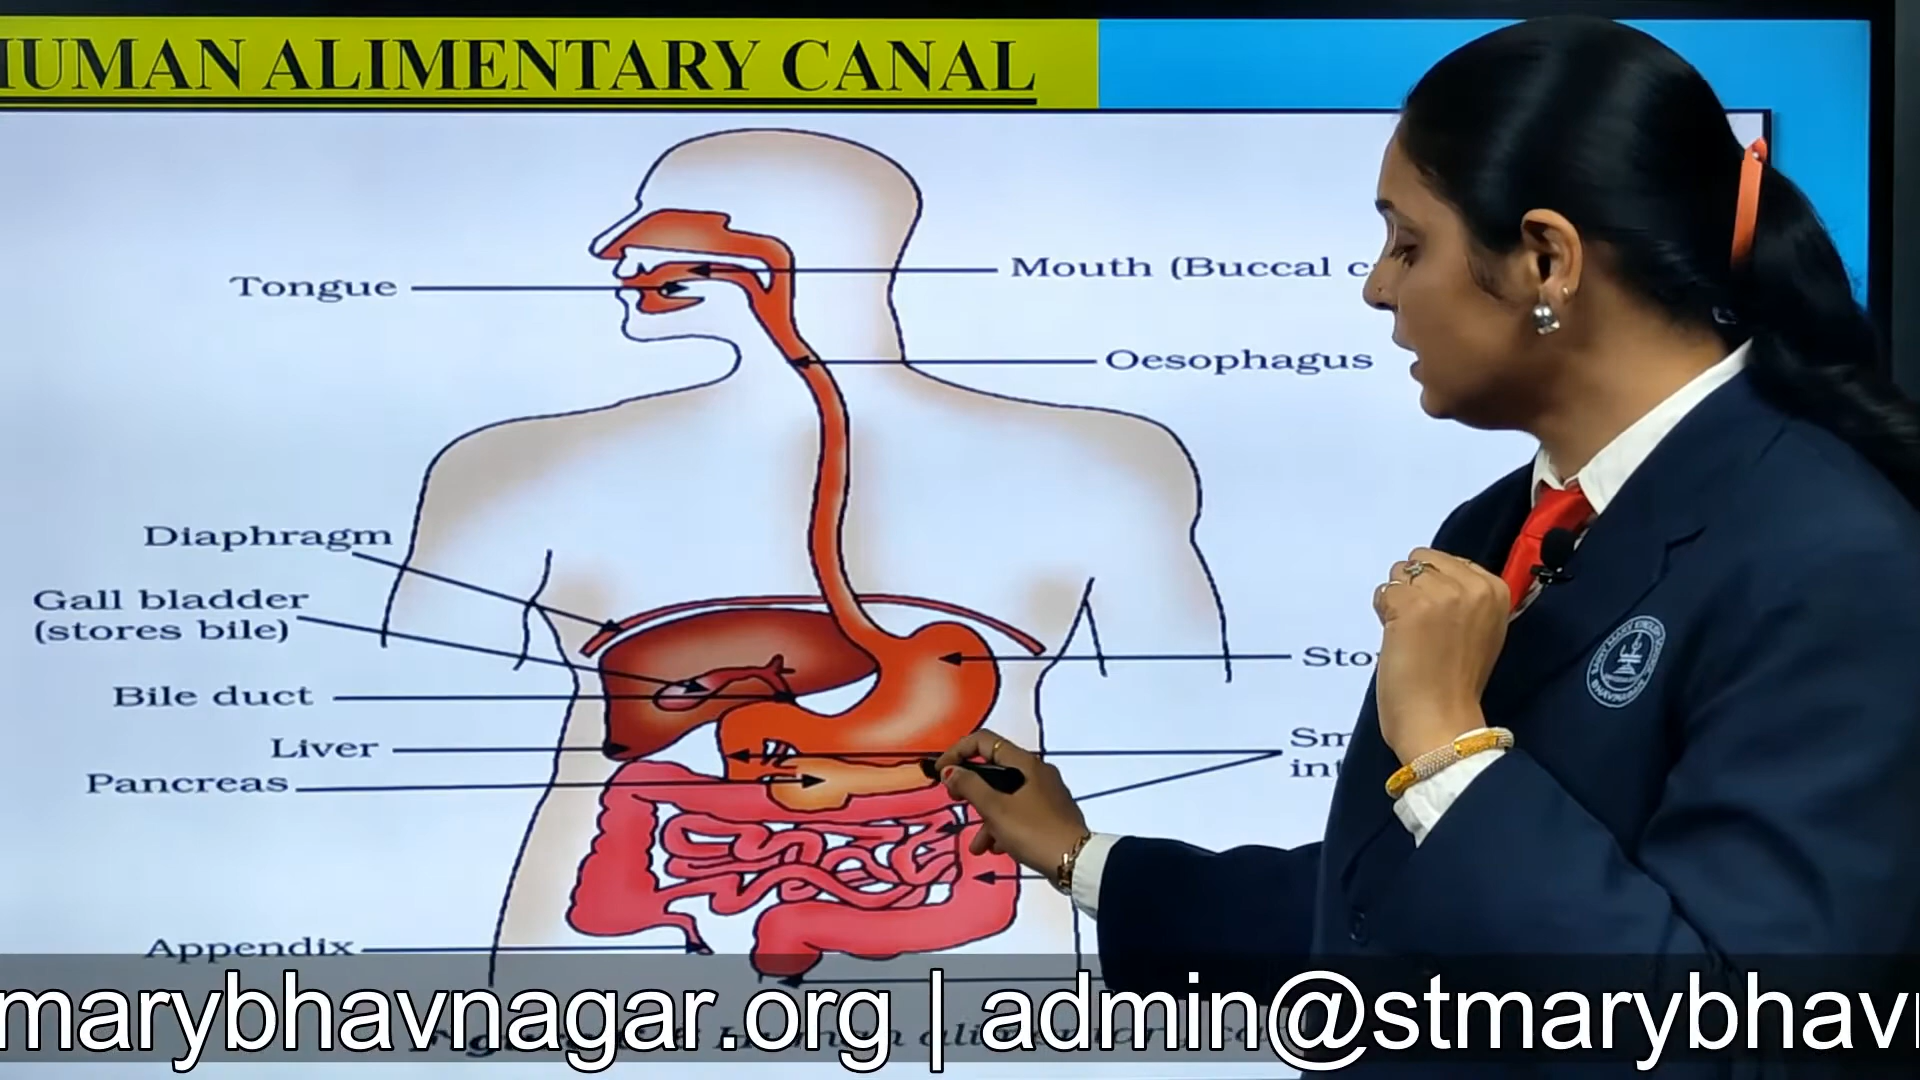 HUMAN ALIMENTARY CANAL
Tongue
Mouth (Buccal c
Oesophagus
Diaphragm
Gall bladder
(stores bile)
Sto
Bile duct
Sm
int
Liver
Pancreas
Appendix
marybhavnagar.org | admin@stmarybhavn